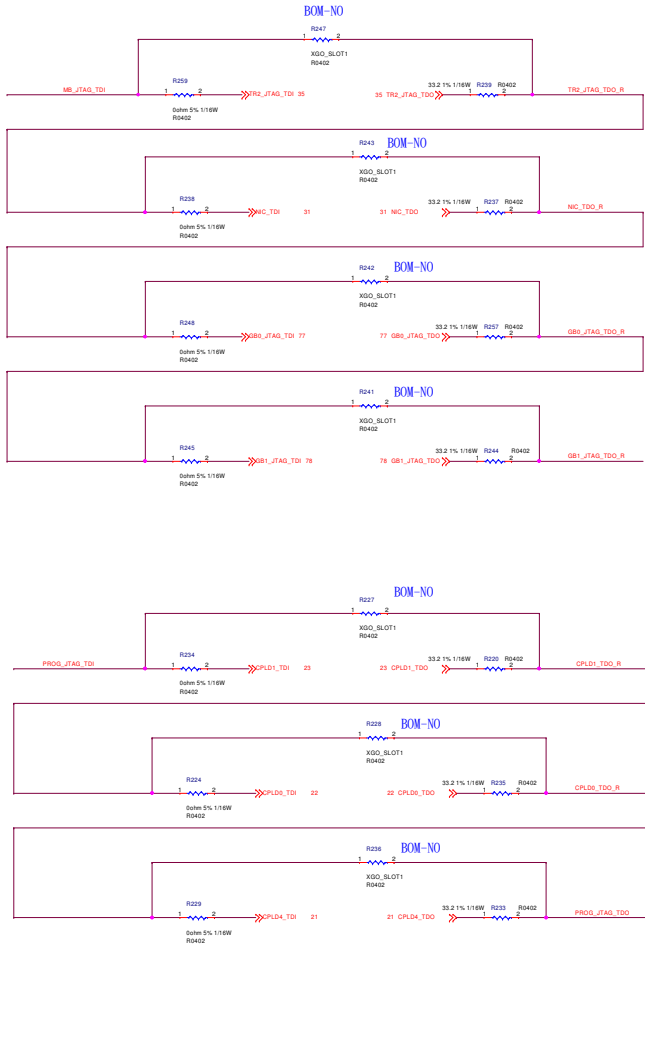 BOM-NO
R247
1 2
XGO_SLOT1
R0402
MB_JTAG_TDI
R259
1 2
0ohm 5% 1/16W
R0402
TR2_JTAG_TDI 35
35 TR2_JTAG_TDO
33.2 1% 1/16W R239 R0402
1 2
TR2_JTAG_TDO_R
R243 BOM-NO
1 2
XGO_SLOT1
R0402
R238
1 2
0ohm 5% 1/16W
R0402
NIC_TDI 31
31 NIC_TDO
33.2 1% 1/16W R237 R0402
1 2
NIC_TDO_R
R242 BOM-NO
1 2
XGO_SLOT1
R0402
R248
1 2
0ohm 5% 1/16W
R0402
GB0_JTAG_TDI 77
77 GB0_JTAG_TDO
33.2 1% 1/16W R257 R0402
1 2
GB0_JTAG_TDO_R
R241 BOM-NO
1 2
XGO_SLOT1
R0402
R245
1 2
0ohm 5% 1/16W
R0402
GB1_JTAG_TDI 78
78 GB1_JTAG_TDO
33.2 1% 1/16W R244 R0402
1 2
GB1_JTAG_TDO_R
R227 BOM-NO
1 2
XGO_SLOT1
R0402
PROG_JTAG_TDI
R234
1 2
0ohm 5% 1/16W
R0402
CPLD1_TDI 23
23 CPLD1_TDO
33.2 1% 1/16W R220 R0402
1 2
CPLD1_TDO_R
R228 BOM-NO
1 2
XGO_SLOT1
R0402
R224
1 2
0ohm 5% 1/16W
R0402
CPLD0_TDI 22
22 CPLD0_TDO
33.2 1% 1/16W R235 R0402
1 2
CPLD0_TDO_R
R236 BOM-NO
1 2
XGO_SLOT1
R0402
R229
1 2
0ohm 5% 1/16W
R0402
CPLD4_TDI 21
21 CPLD4_TDO
33.2 1% 1/16W R233 R0402
1 2
PROG_JTAG_TDO